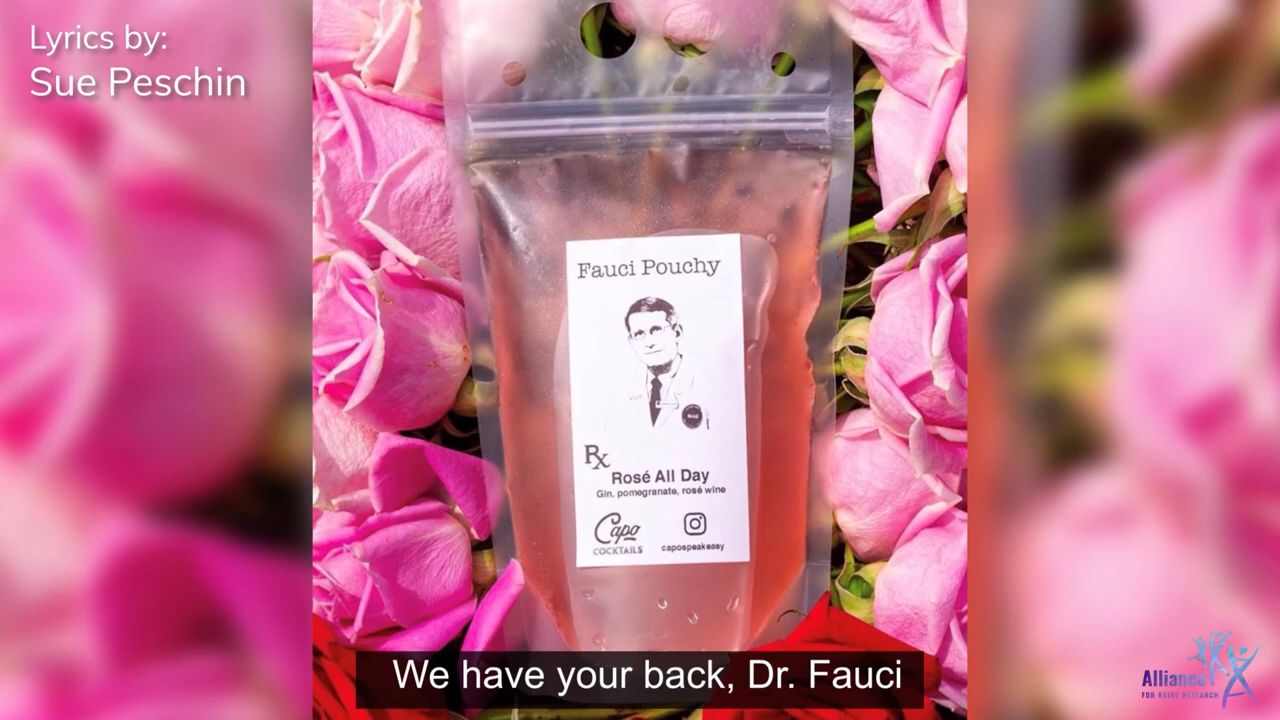 Lyrics by:
Sue Peschin
Fauci Pouchy
Rx
Rosé All Day
Gin, pomegranate, rosé wine
Capo
COCKTAILS
capospeakeasy
We have your back, Dr. Fauci
Alliance
FOR AGING RESEARCH